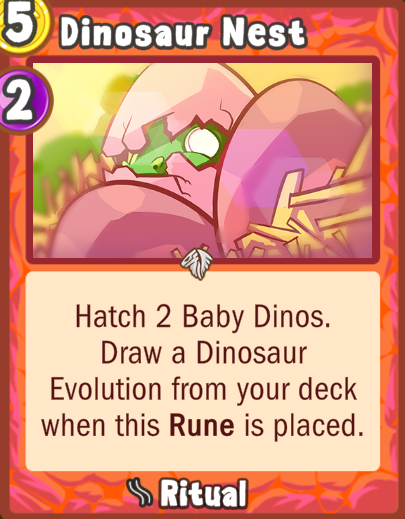 5 Dinosaur Nest
2
Hatch 2 Baby Dinos.
Draw a Dinosaur
Evolution from your deck
when this Rune is placed.
Ritual